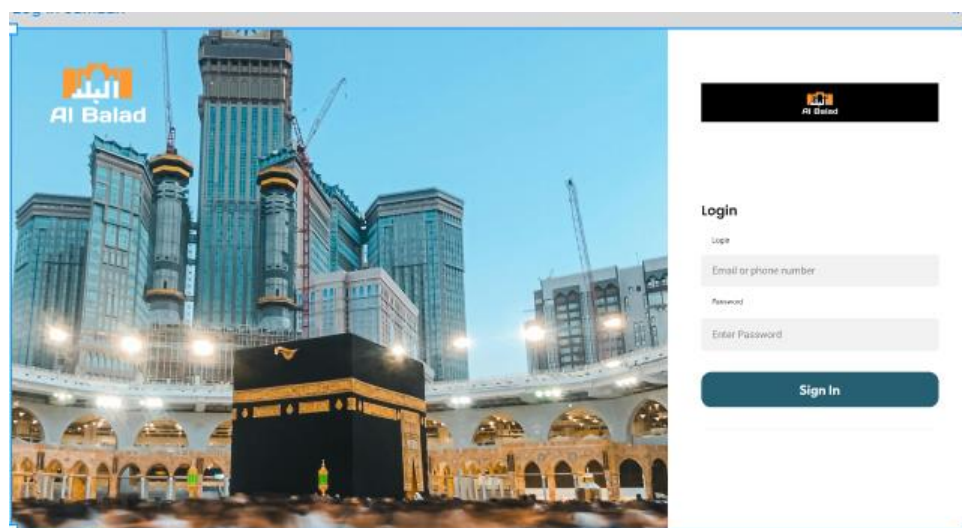 البلد
Al Balad
البلد
Al Balad
Login
Login
Email or phone number
Password
Enter Password
Sign In